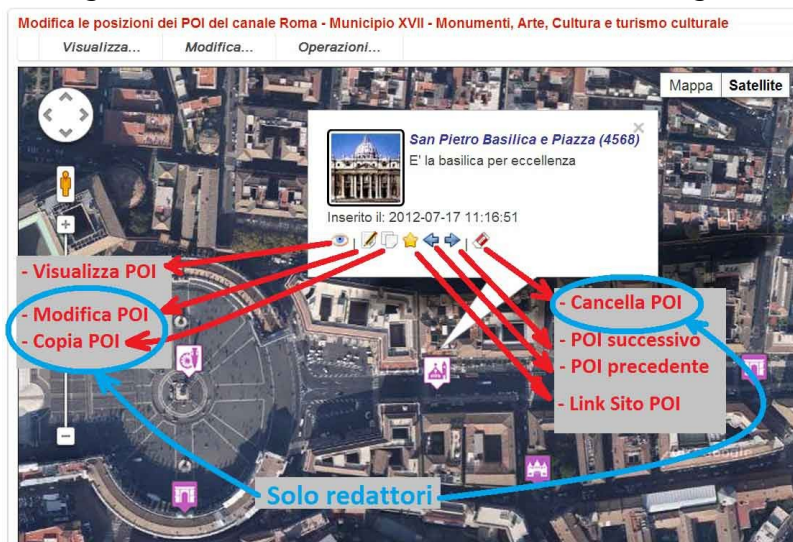 Modifica le posizioni dei POI del canale Roma - Municipio XVII - Monumenti, Arte, Cultura e turismo culturale
Visualizza... Modifica... Operazioni...
Mappa Satellite
San Pietro Basilica e Piazza (4568)
E' la basilica per eccellenza
Inserito il: 2012-07-17 11:16:51
- Visualizza POI
- Modifica POI
- Copia POI
- Cancella POI
- POI successivo
- POI precedente
- Link Sito POI
Solo redattori